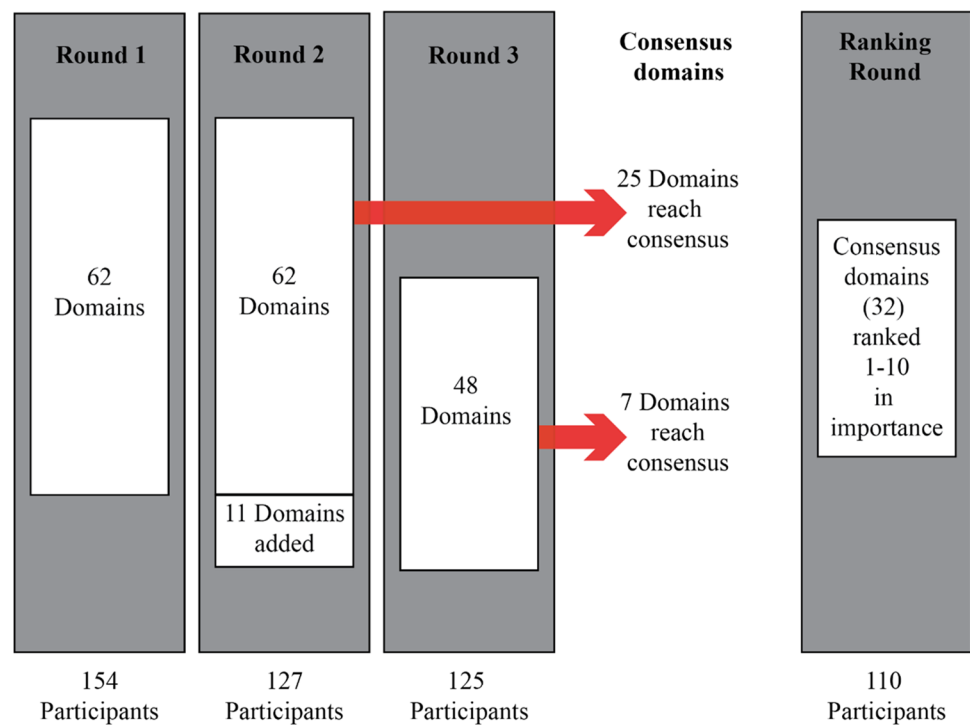 Round 1
62
Domains
154
Participants
Round 2
62
Domains
11 Domains
added
127
Participants
Round 3
48
Domains
125
Participants
Consensus
domains
25 Domains
reach
consensus
7 Domains
reach
consensus
Ranking
Round
Consensus
domains
(32)
ranked
1-10
in
importance
110
Participants